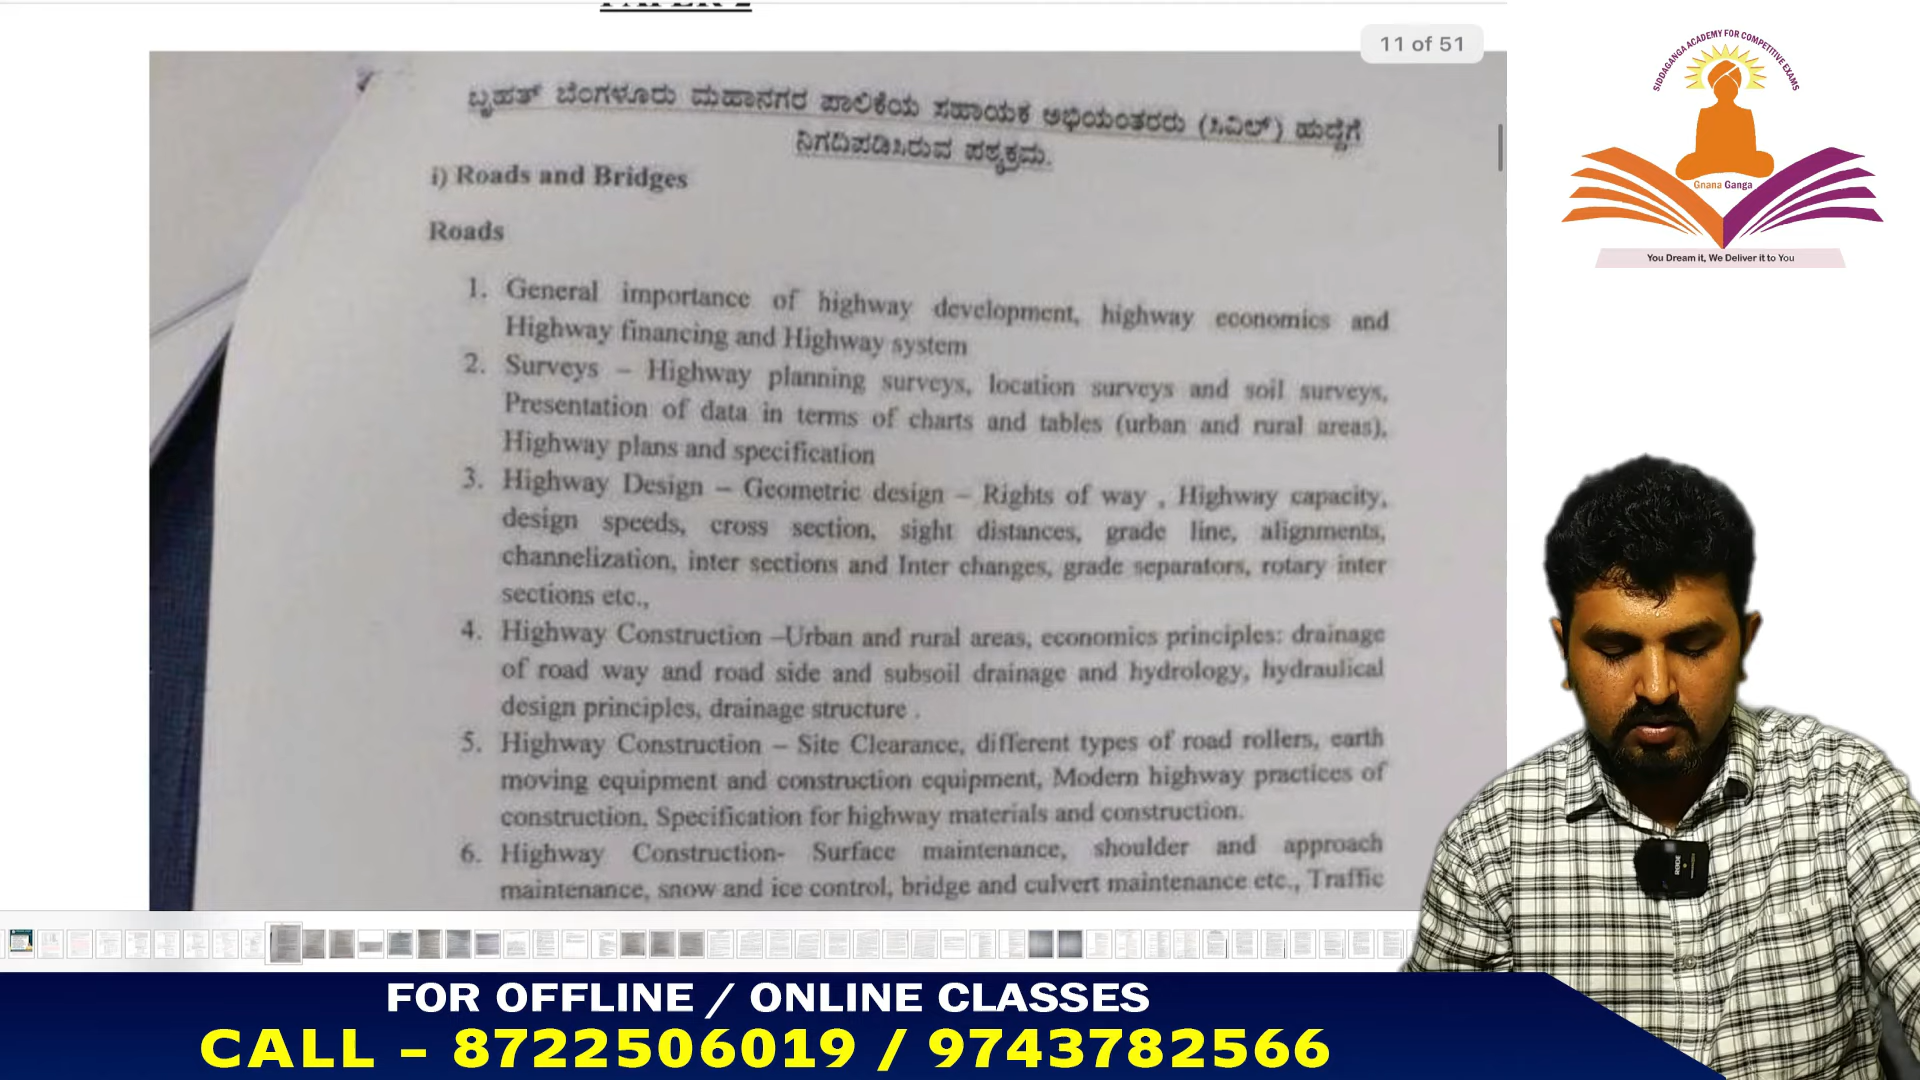 PAPER 2
11 of 51
ಬೃಹತ್ ಬೆಂಗಳೂರು ಮಹಾನಗರ ಪಾಲಿಕೆಯ ಸಹಾಯಕ ಅಭಿಯಂತರರು (ಸಿವಿಲ್) ಹುದ್ದೆಗೆ
ನಿಗದಿಪಡಿಸಿರುವ ಪಠ್ಯಕ್ರಮ.
i) Roads and Bridges
Roads
1. General importance of highway development, highway economics and
Highway financing and Highway system
2. Surveys – Highway planning surveys, location surveys and soil surveys,
Presentation of data in terms of charts and tables (urban and rural areas),
Highway plans and specification
3. Highway Design – Geometric design – Rights of way , Highway capacity,
design speeds, cross section, sight distances, grade line, alignments,
channelization, inter sections and Inter changes, grade separators, rotary inter
sections etc.,
4. Highway Construction –Urban and rural areas, economics principles: drainage
of road way and road side and subsoil drainage and hydrology, hydraulical
design principles, drainage structure .
5. Highway Construction – Site Clearance, different types of road rollers, earth
moving equipment and construction equipment, Modern highway practices of
construction, Specification for highway materials and construction.
6. Highway Construction- Surface maintenance, shoulder and approach
maintenance, snow and ice control, bridge and culvert maintenance etc., Traffic
SIDDAGANGA ACADEMY FOR COMPETITIVE EXAMS
Gnana Ganga
You Dream it, We Deliver it to You
RODE
FOR OFFLINE / ONLINE CLASSES
CALL – 8722506019 / 9743782566